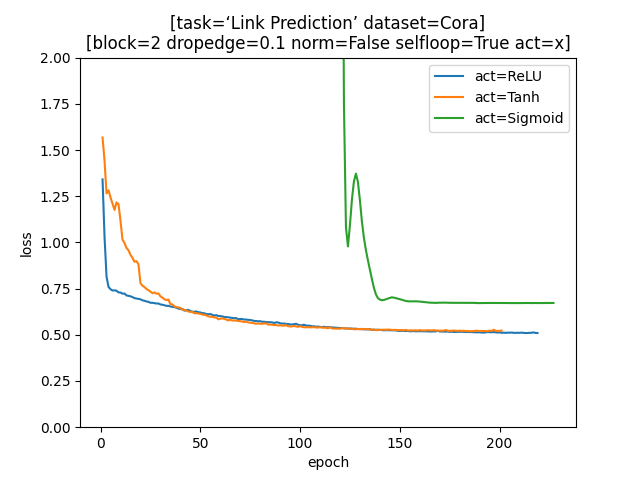 [task=‘Link Prediction’ dataset=Cora]
[block=2 dropedge=0.1 norm=False selfloop=True act=x]
2.00
1.75
1.50
1.25
1.00
0.75
0.50
0.25
0.00
loss
act=ReLU
act=Tanh
act=Sigmoid
0
50
100
150
200
epoch